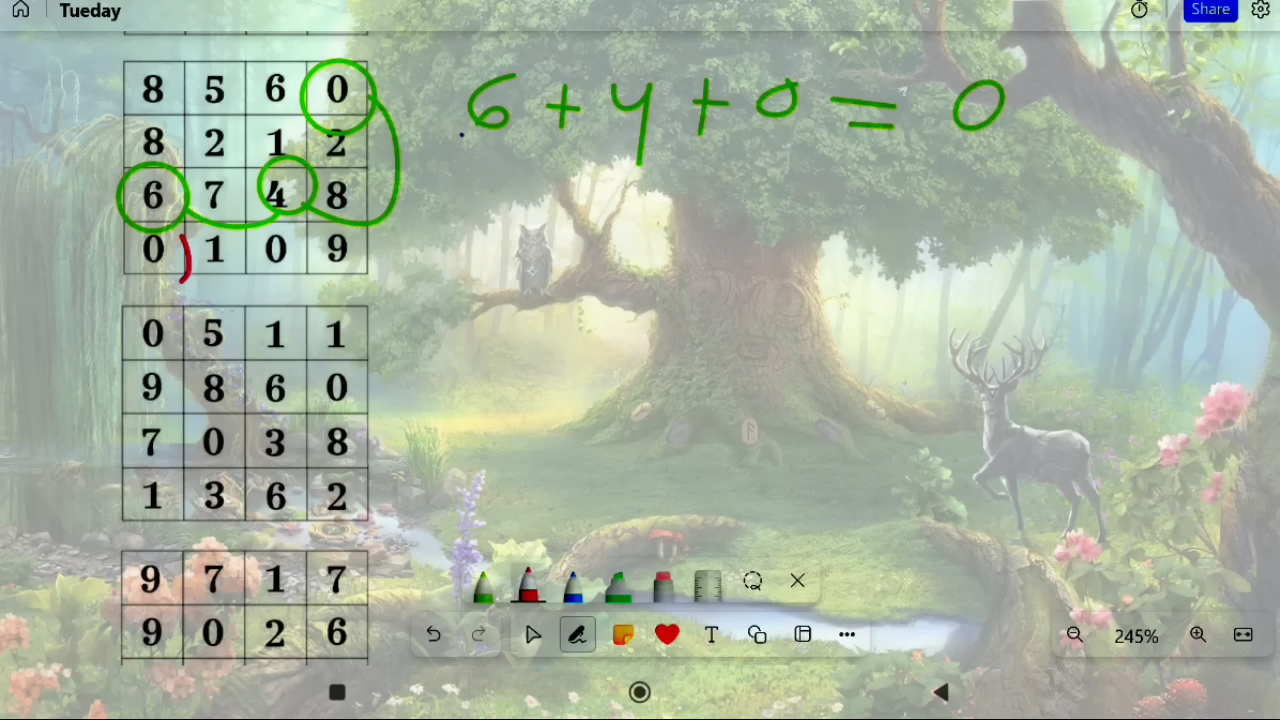 Tueday
Share
8 5 6 0
8 2 1 2
6 7 4 8
0 1 0 9
6 + 4 + 0 = 0
0 5 1 1
9 8 6 0
7 0 3 8
1 3 6 2
9 7 1 7
9 0 2 6
T
245%